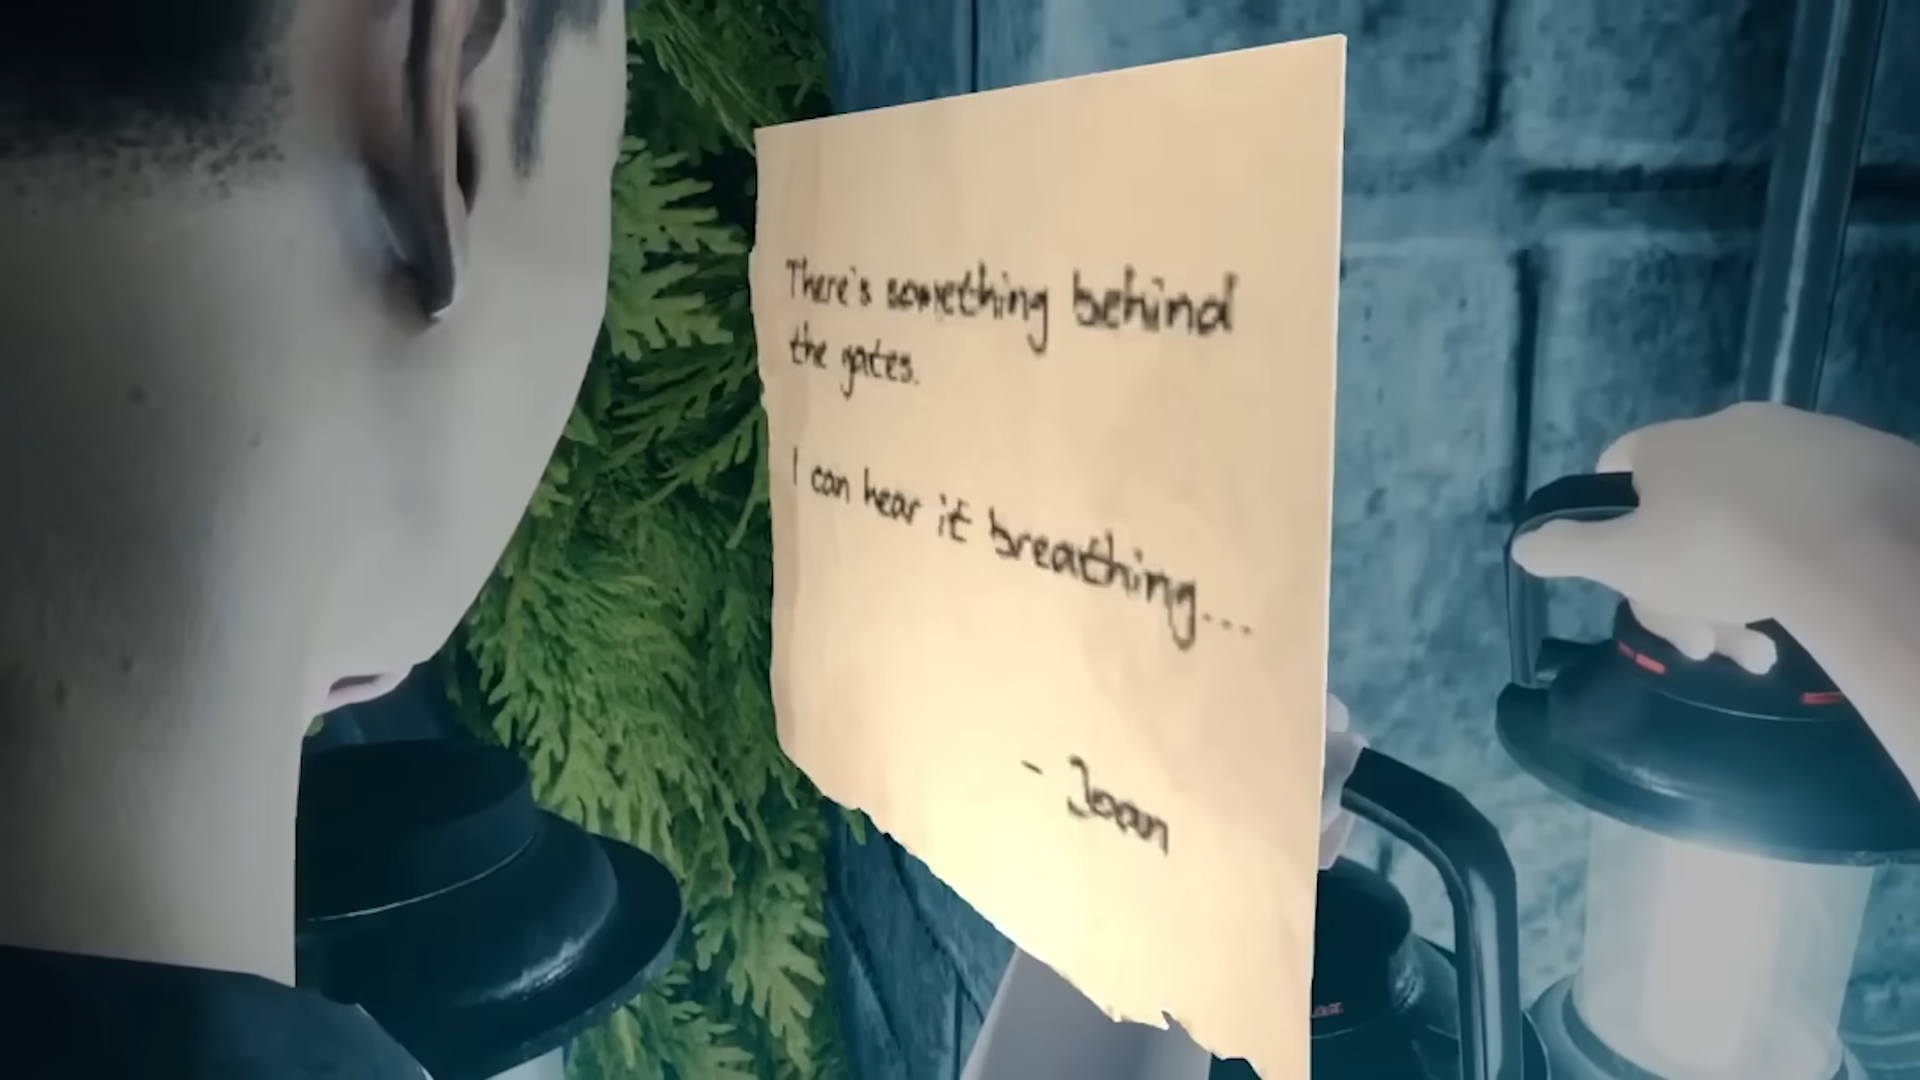 There's something behind
the gates.
I can hear it breathing...
- Joan